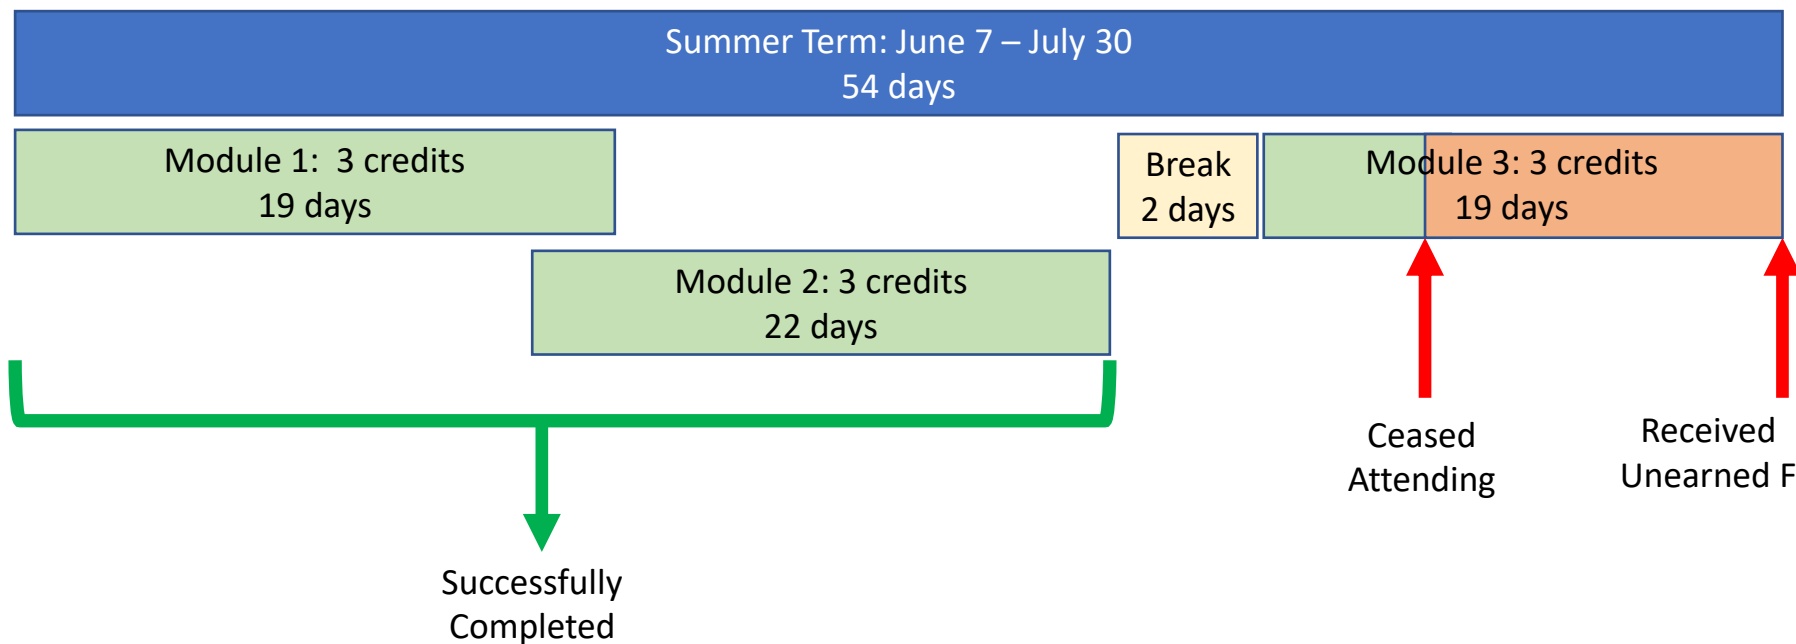 Summer Term: June 7 – July 30
54 days
Module 1:  3 credits
19 days
Break
2 days
Module 3: 3 credits
19 days
Module 2: 3 credits
22 days
Ceased
Attending
Received
Unearned F
Successfully
Completed